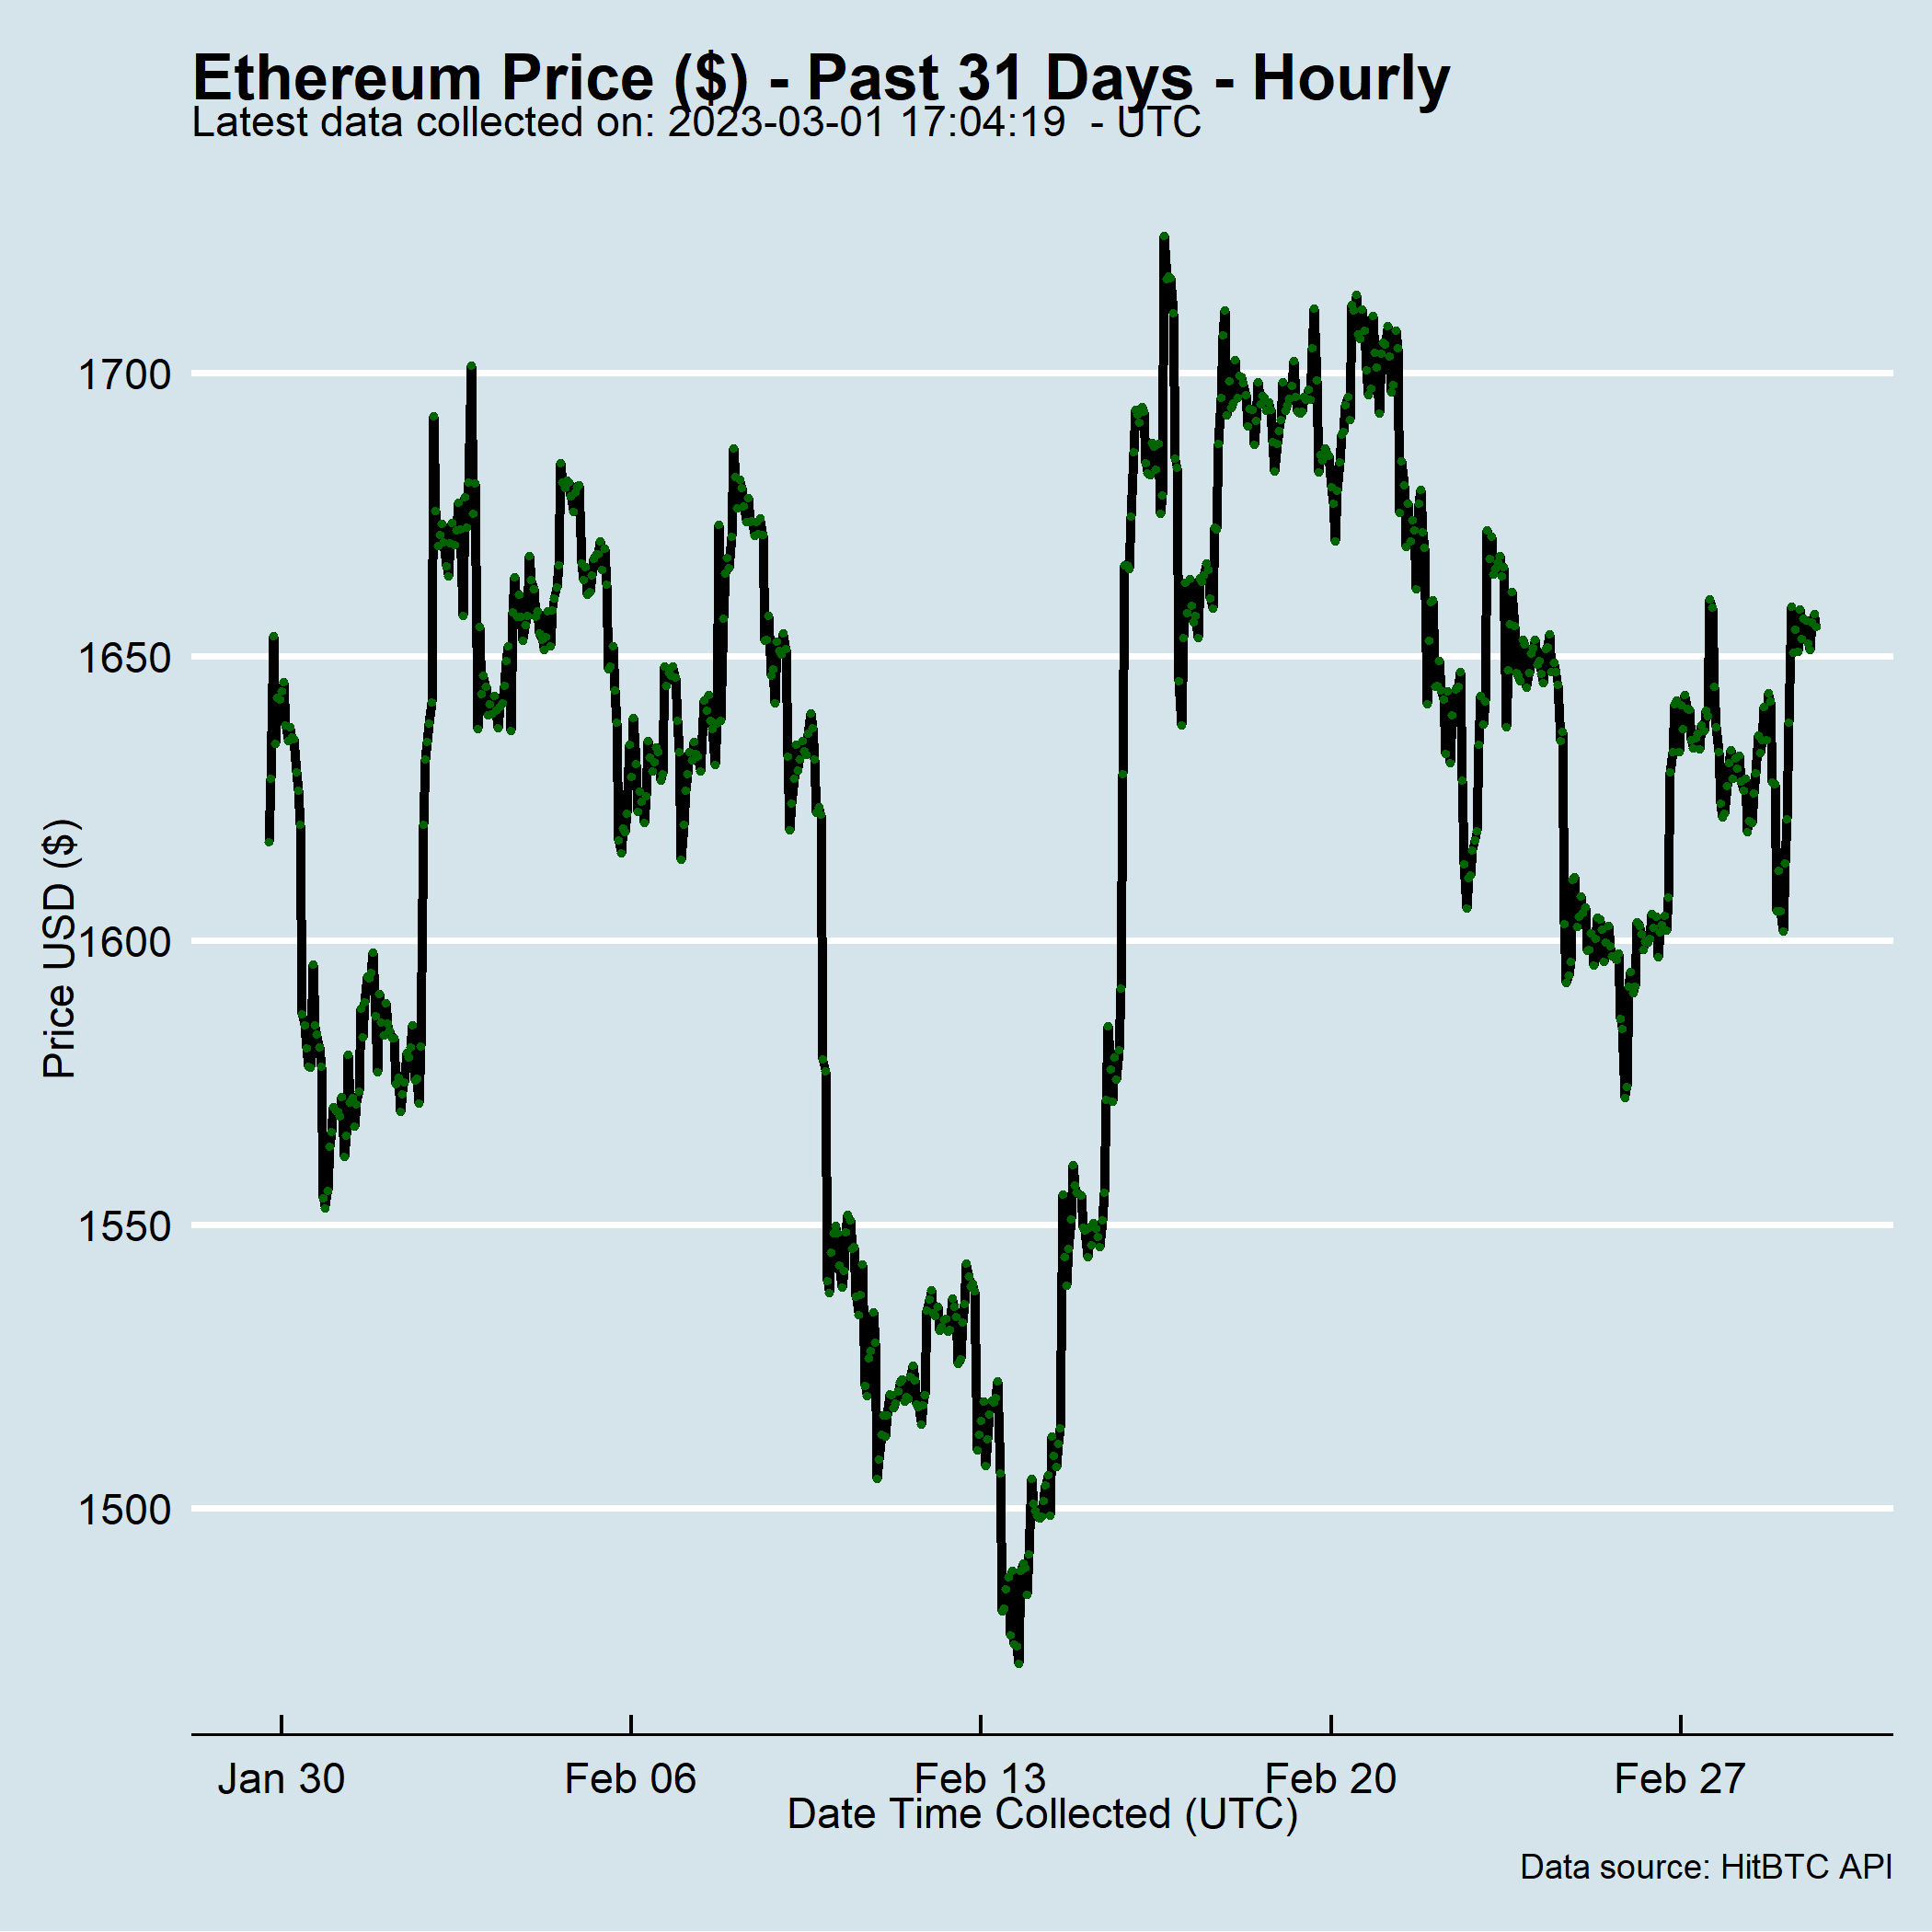 Ethereum Price ($) - Past 31 Days - Hourly
Latest data collected on: 2023-03-01 17:04:19  - UTC
Price USD ($)
1700
1650
1600
1550
1500
Jan 30
Feb 06
Feb 13
Feb 20
Feb 27
Date Time Collected (UTC)
Data source: HitBTC API